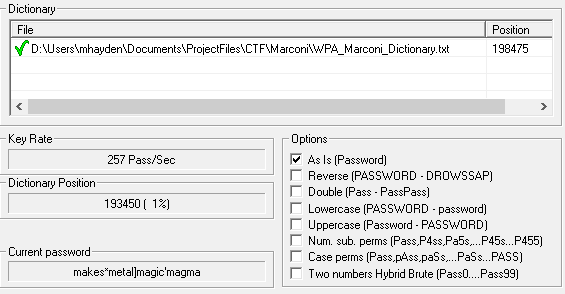 Dictionary
File Position
D:\Users\mhayden\Documents\ProjectFiles\CTF\Marconi\WPA_Marconi_Dictionary.txt 198475
Key Rate
257 Pass/Sec
Dictionary Position
193450 ( 1%)
Current password
makes*metal]magic'magma
Options
As Is (Password)
Reverse (PASSWORD - DROWSSAP)
Double (Pass - PassPass)
Lowercase (PASSWORD - password)
Uppercase (Password - PASSWORD)
Num. sub. perms (Pass,P4ss,Pa5s,...P45s...P455)
Case perms (Pass,pAss,paSs,...PaSs...PASS)
Two numbers Hybrid Brute (Pass0....Pass99)